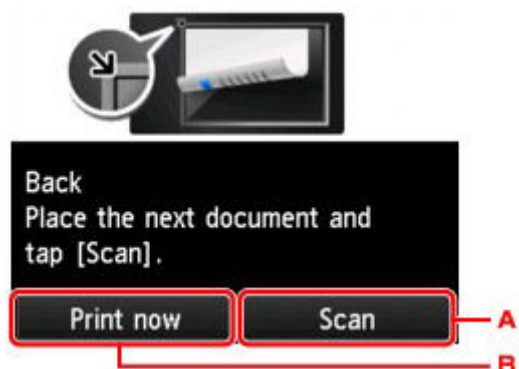 Back
Place the next document and
tap [Scan].
Print now Scan A
B